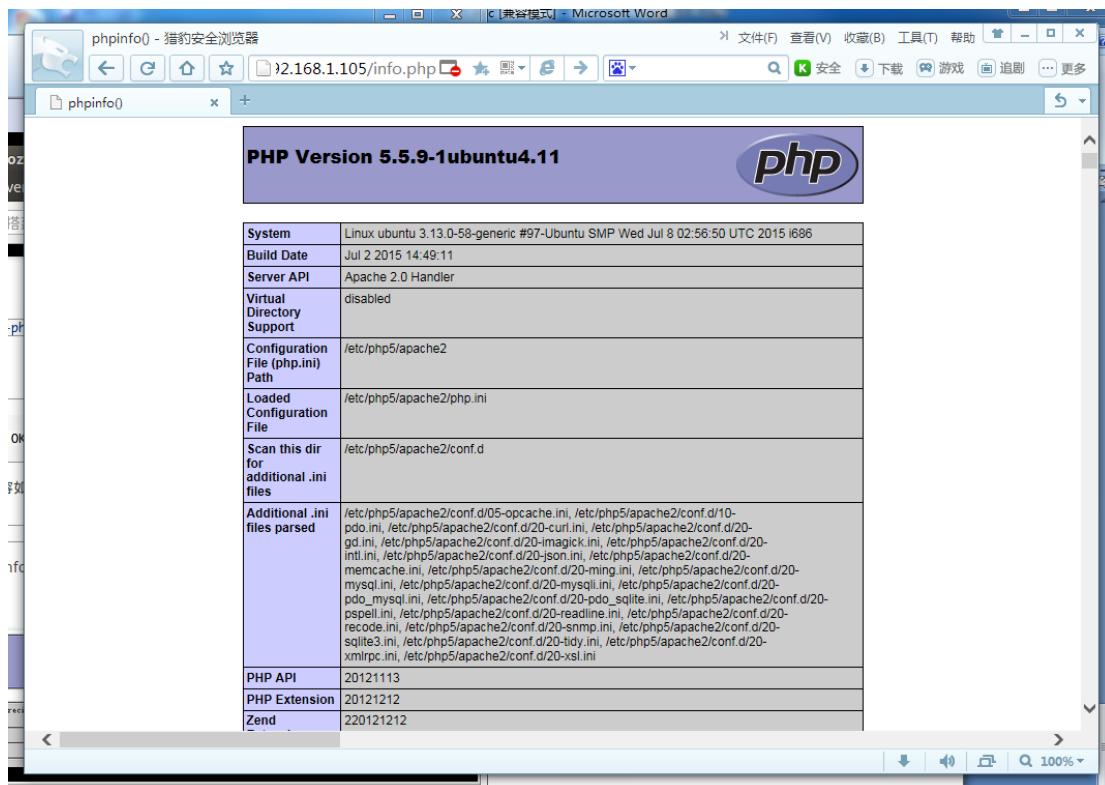 c [兼容模式] - Microsoft Word
phpinfo() - 猎豹安全浏览器
文件(F) 查看(V) 收藏(B) 工具(T) 帮助
92.168.1.105/info.php
安全 下载 游戏 追剧 更多
phpinfo()
PHP Version 5.5.9-1ubuntu4.11
php
System Linux ubuntu 3.13.0-58-generic #97-Ubuntu SMP Wed Jul 8 02:56:50 UTC 2015 i686
Build Date Jul 2 2015 14:49:11
Server API Apache 2.0 Handler
Virtual disabled
Directory
Support
Configuration /etc/php5/apache2
File (php.ini)
Path
Loaded /etc/php5/apache2/php.ini
Configuration
File
Scan this dir /etc/php5/apache2/conf.d
for
additional .ini
files
Additional .ini /etc/php5/apache2/conf.d/05-opcache.ini, /etc/php5/apache2/conf.d/10-
files parsed pdo.ini, /etc/php5/apache2/conf.d/20-curl.ini, /etc/php5/apache2/conf.d/20-
gd.ini, /etc/php5/apache2/conf.d/20-imagick.ini, /etc/php5/apache2/conf.d/20-
intl.ini, /etc/php5/apache2/conf.d/20-json.ini, /etc/php5/apache2/conf.d/20-
memcache.ini, /etc/php5/apache2/conf.d/20-ming.ini, /etc/php5/apache2/conf.d/20-
mysql.ini, /etc/php5/apache2/conf.d/20-mysqli.ini, /etc/php5/apache2/conf.d/20-
pdo_mysql.ini, /etc/php5/apache2/conf.d/20-pdo_sqlite.ini, /etc/php5/apache2/conf.d/20-
pspell.ini, /etc/php5/apache2/conf.d/20-readline.ini, /etc/php5/apache2/conf.d/20-
recode.ini, /etc/php5/apache2/conf.d/20-snmp.ini, /etc/php5/apache2/conf.d/20-
sqlite3.ini, /etc/php5/apache2/conf.d/20-tidy.ini, /etc/php5/apache2/conf.d/20-
xmlrpc.ini, /etc/php5/apache2/conf.d/20-xsl.ini
PHP API 20121113
PHP Extension 20121212
Zend 220121212
100%